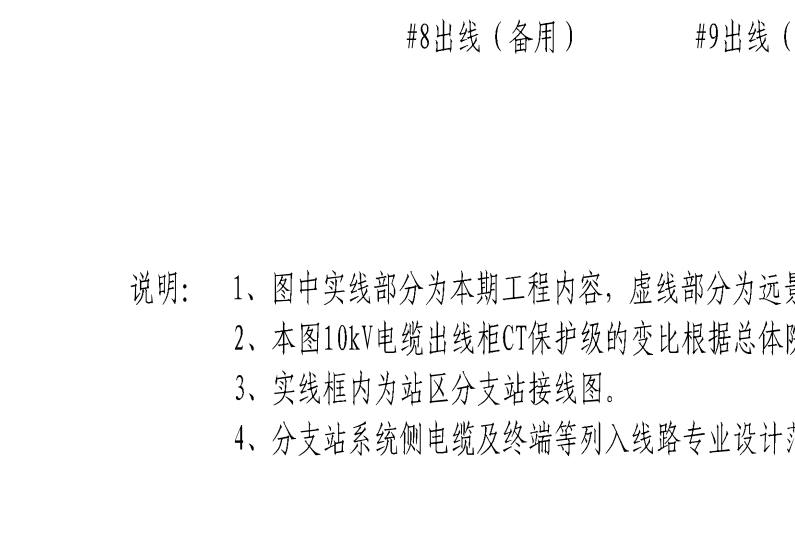 #8出线（备用） #9出线（
说明： 1、图中实线部分为本期工程内容，虚线部分为远景
2、本图10kV电缆出线柜CT保护级的变比根据总体
3、实线框内为站区分支站接线图。
4、分支站系统侧电缆及终端等列入线路专业设计